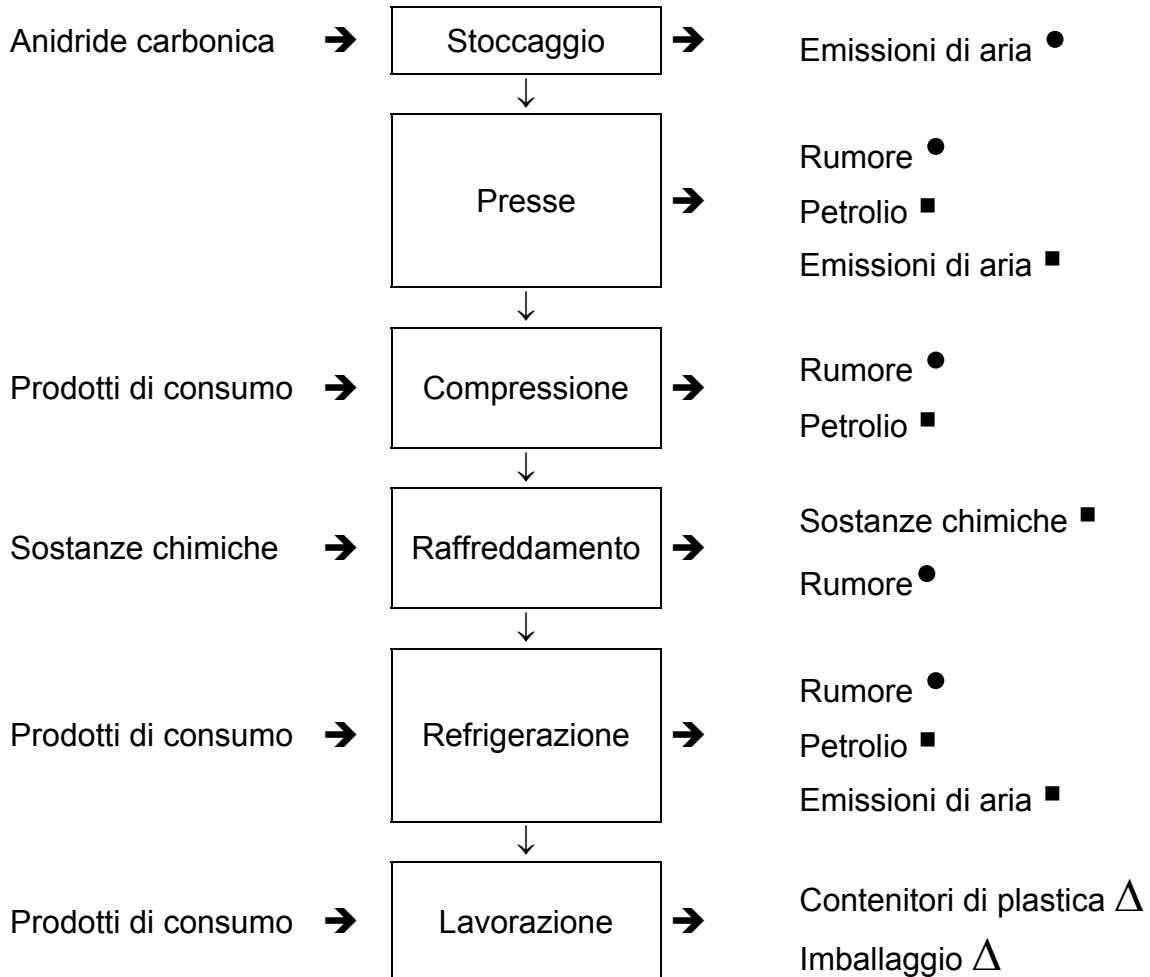 Anidride carbonica ➔ Stoccaggio ➔ Emissioni di aria ●
↓
Presse ➔ Rumore ●
Petrolio ■
Emissioni di aria ■
↓
Prodotti di consumo ➔ Compressione ➔ Rumore ●
Petrolio ■
↓
Sostanze chimiche ➔ Raffreddamento ➔ Sostanze chimiche ■
Rumore ●
↓
Prodotti di consumo ➔ Refrigerazione ➔ Rumore ●
Petrolio ■
Emissioni di aria ■
↓
Prodotti di consumo ➔ Lavorazione ➔ Contenitori di plastica Δ
Imballaggio Δ